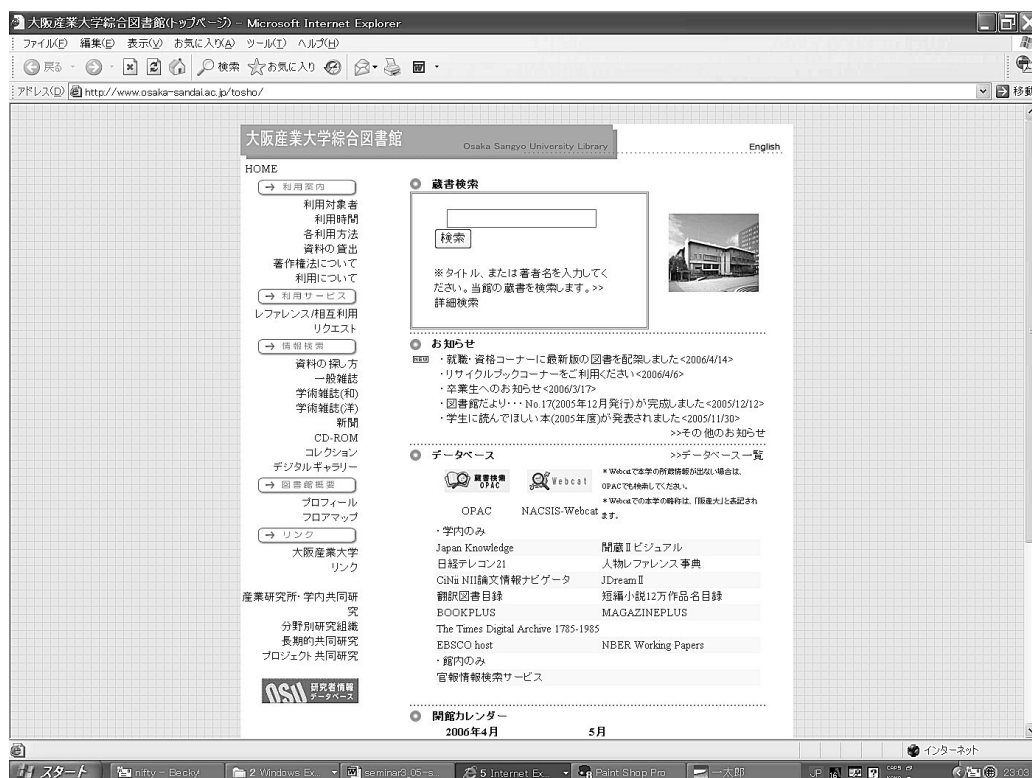 大阪産業大学綜合図書館(トップページ) - Microsoft Internet Explorer
ファイル(F) 編集(E) 表示(V) お気に入り(A) ツール(T) ヘルプ(H)
戻る 検索 お気に入り
アドレス(D) http://www.osaka-sandai.ac.jp/tosho/ 移動
大阪産業大学綜合図書館
Osaka Sangyo University Library
English
HOME
→ 利用案内
利用対象者
利用時間
各利用方法
資料の貸出
著作権法について
利用について
→ 利用サービス
レファレンス/相互利用
リクエスト
→ 情報検索
資料の探し方
一般雑誌
学術雑誌(和)
学術雑誌(洋)
新聞
CD-ROM
コレクション
デジタルギャラリー
→ 図書館概要
プロフィール
フロアマップ
→ リンク
大阪産業大学
リンク
産業研究所・学内共同研
究
分野別研究組織
長期的共同研究
プロジェクト共同研究
OSU 研究者情報
データベース
蔵書検索
検索
※タイトル、または著者名を入力してく
ださい。当館の蔵書を検索します。>>
詳細検索
お知らせ
NEW ・就職・資格コーナーに最新版の図書を配架しました<2006/4/14>
・リサイクルブックコーナーをご利用ください<2006/4/6>
・卒業生へのお知らせ<2006/3/17>
・図書館だより・・・No.17(2005年12月発行)が完成しました<2005/12/12>
・学生に読んでほしい本(2005年度)が発表されました<2005/11/30>
>>その他のお知らせ
データベース >>データベース一覧
蔵書検索
OPAC
Webcat
OPAC NACSIS-Webcat
*Webcatで本学の所蔵情報が出ない場合は、
OPACでも検索してください。
*Webcatでの本学の略称は、「阪産大」と表記され
ます。
・学内のみ
Japan Knowledge 聞蔵Ⅱビジュアル
日経テレコン21 人物レファレンス事典
CiNii NII論文情報ナビゲータ JDreamⅡ
翻訳図書目録 短編小説12万作品名目録
BOOKPLUS MAGAZINEPLUS
The Times Digital Archive 1785-1985
EBSCO host NBER Working Papers
・館内のみ
官報情報検索サービス
開館カレンダー
2006年4月 5月
インターネット
スタート nifty - Becky! 2 Windows Ex... seminar3_05-s... 5 Internet Ex... Paint Shop Pro 一太郎 JP 23:03